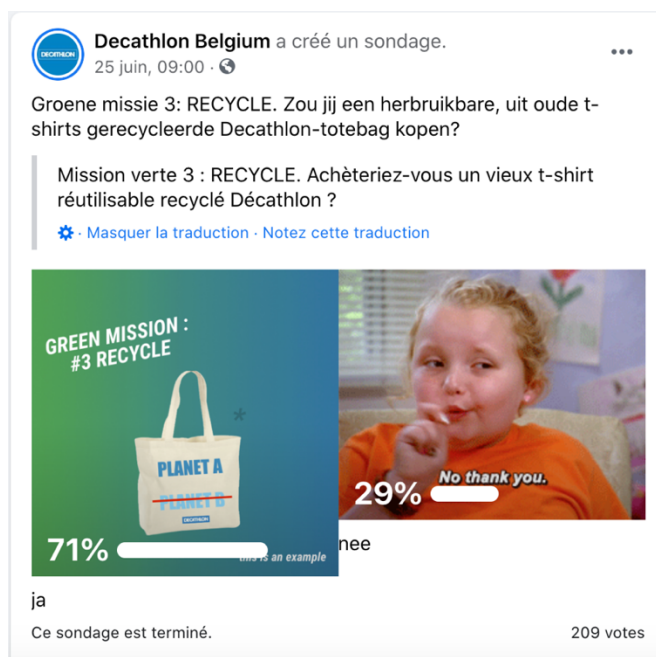 DECATHLON
Decathlon Belgium a créé un sondage.
25 juin, 09:00 ·
Groene missie 3: RECYCLE. Zou jij een herbruikbare, uit oude t-
shirts gerecycleerde Decathlon-totebag kopen?
Mission verte 3 : RECYCLE. Achèteriez-vous un vieux t-shirt
réutilisable recyclé Décathlon ?
· Masquer la traduction · Notez cette traduction
GREEN MISSION :
#3 RECYCLE
*
PLANET A
PLANET B
DECATHLON
71%
this is an example
No thank you.
29%
nee
ja
Ce sondage est terminé.
209 votes